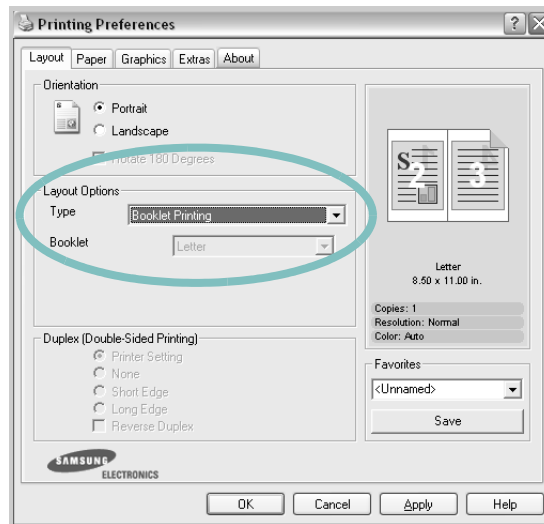 Printing Preferences
Layout Paper Graphics Extras About
Orientation
Portrait
Landscape
Rotate 180 Degrees
Layout Options
Type Booklet Printing
Booklet Letter
S 2 3
Letter
8.50 x 11.00 in.
Copies: 1
Resolution: Normal
Color: Auto
Duplex (Double-Sided Printing)
Printer Setting
None
Short Edge
Long Edge
Reverse Duplex
Favorites
<Unnamed>
Save
SAMSUNG
ELECTRONICS
OK Cancel Apply Help